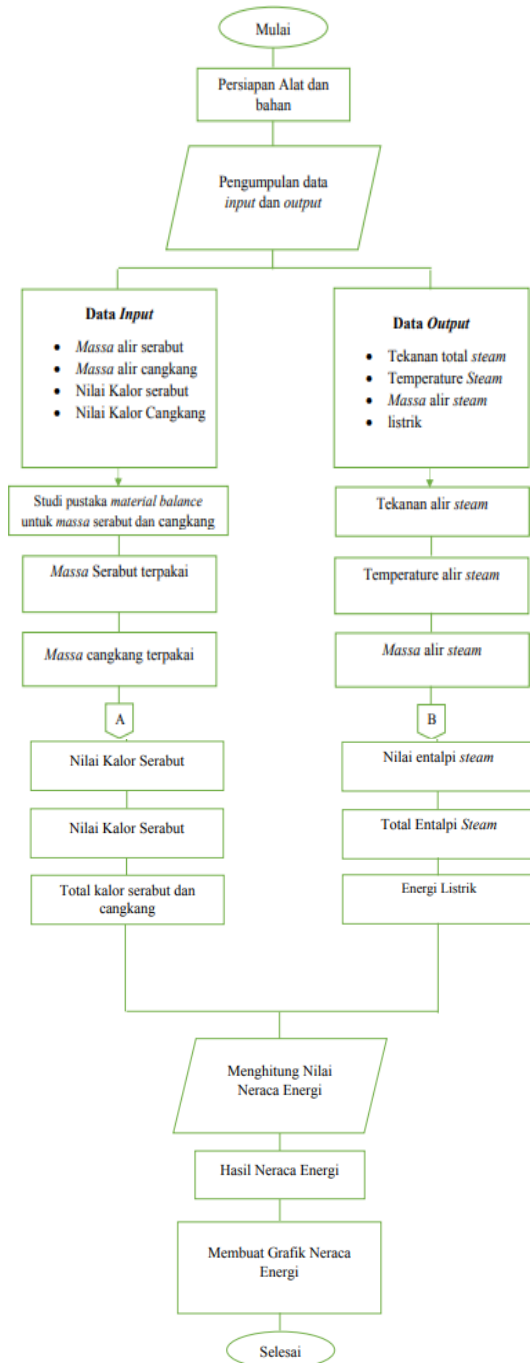 Mulai
Persiapan Alat dan
bahan
Pengumpulan data
input dan output
Data Input
• Massa alir serabut
• Massa alir cangkang
• Nilai Kalor serabut
• Nilai Kalor Cangkang
Studi pustaka material balance
untuk massa serabut dan cangkang
Massa Serabut terpakai
Massa cangkang terpakai
A
Nilai Kalor Serabut
Nilai Kalor Serabut
Total kalor serabut dan
cangkang
Data Output
• Tekanan total steam
• Temperature Steam
• Massa alir steam
• listrik
Tekanan alir steam
Temperature alir steam
Massa alir steam
B
Nilai entalpi steam
Total Entalpi Steam
Energi Listrik
Menghitung Nilai
Neraca Energi
Hasil Neraca Energi
Membuat Grafik Neraca
Energi
Selesai